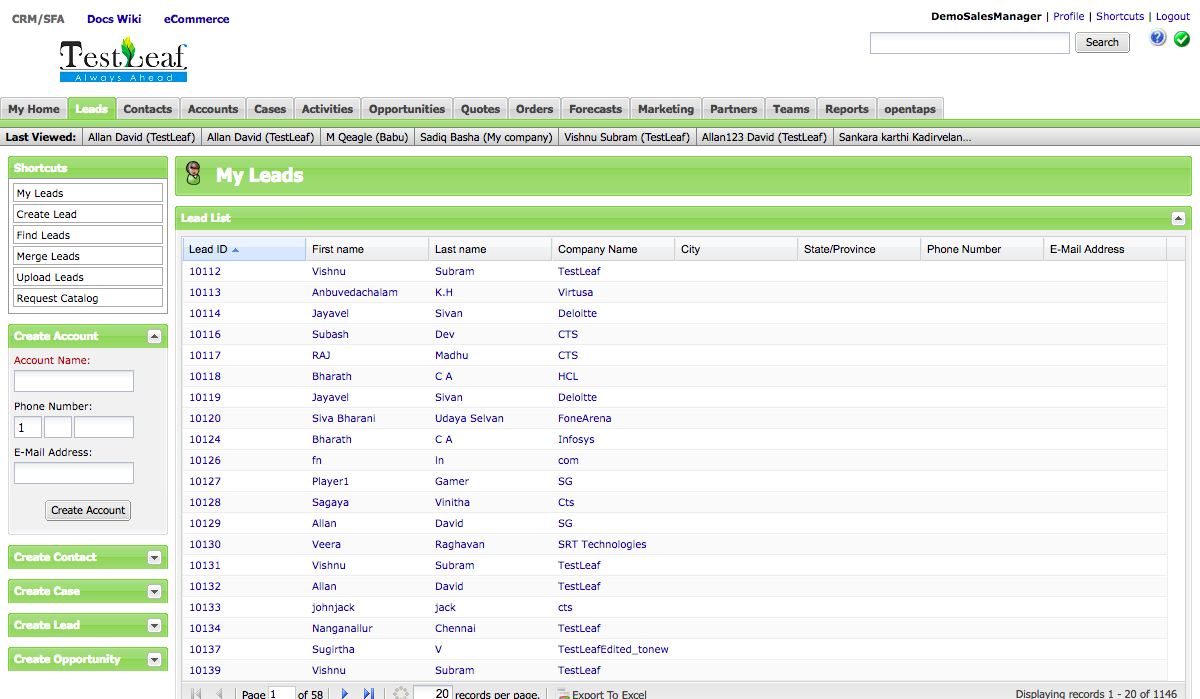 CRM/SFA Docs Wiki eCommerce
DemoSalesManager | Profile | Shortcuts | Logout
TestLeaf
Always Ahead
Search
My Home Leads Contacts Accounts Cases Activities Opportunities Quotes Orders Forecasts Marketing Partners Teams Reports opentaps
Last Viewed: Allan David (TestLeaf) Allan David (TestLeaf) M Qeagle (Babu) Sadiq Basha (My company) Vishnu Subram (TestLeaf) Allan123 David (TestLeaf) Sankara karthi Kadirvelan...
Shortcuts
My Leads
Create Lead
Find Leads
Merge Leads
Upload Leads
Request Catalog
Create Account
Account Name:
Phone Number:
1
E-Mail Address:
Create Account
Create Contact
Create Case
Create Lead
Create Opportunity
My Leads
Lead List
Lead ID First name Last name Company Name City State/Province Phone Number E-Mail Address
10112 Vishnu Subram TestLeaf
10113 Anbuvedachalam K.H Virtusa
10114 Jayavel Sivan Deloitte
10116 Subash Dev CTS
10117 RAJ Madhu CTS
10118 Bharath C A HCL
10119 Jayavel Sivan Deloitte
10120 Siva Bharani Udaya Selvan FoneArena
10124 Bharath C A Infosys
10126 fn ln com
10127 Player1 Gamer SG
10128 Sagaya Vinitha Cts
10129 Allan David SG
10130 Veera Raghavan SRT Technologies
10131 Vishnu Subram TestLeaf
10132 Allan David TestLeaf
10133 johnjack jack cts
10134 Nanganallur Chennai TestLeaf
10137 Sugirtha V TestLeafEdited_tonew
10139 Vishnu Subram TestLeaf
Page 1 of 58 20 records per page. Export To Excel Displaying records 1 - 20 of 1146